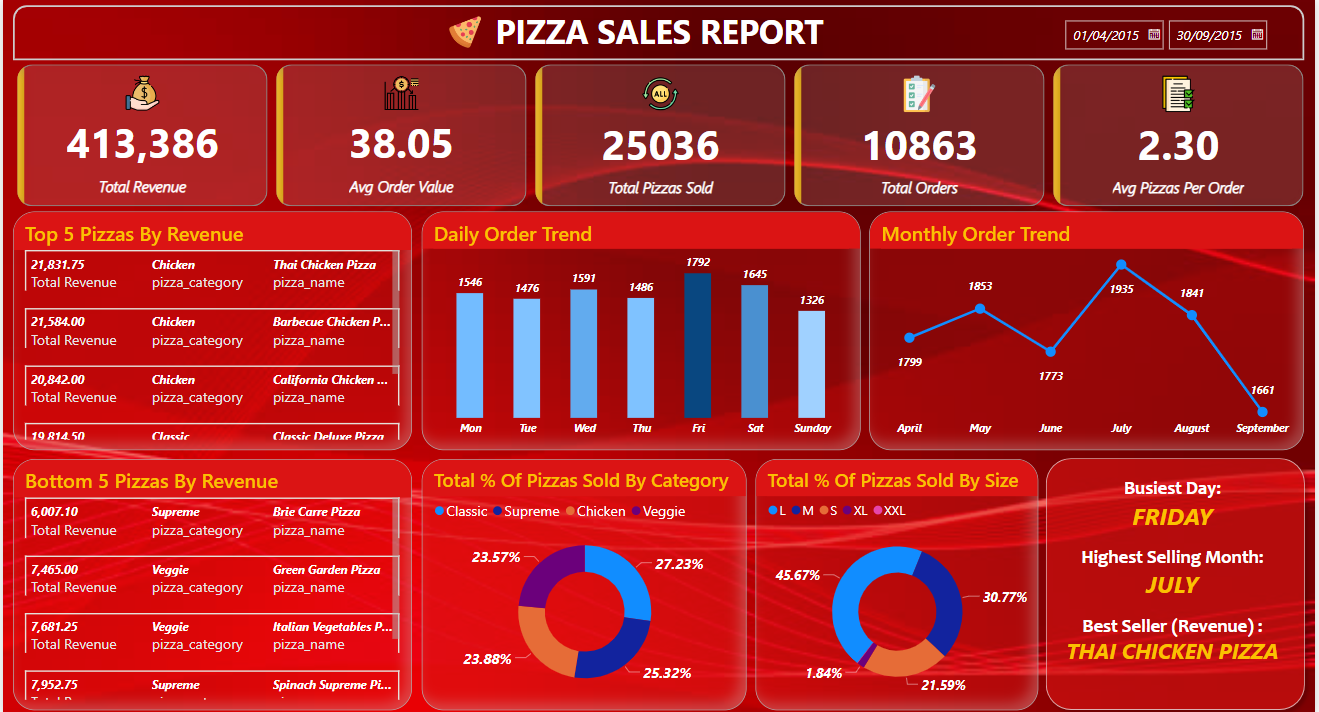 PIZZA SALES REPORT
01/04/2015
30/09/2015
413,386
Total Revenue
38.05
Avg Order Value
ALL
25036
Total Pizzas Sold
10863
Total Orders
2.30
Avg Pizzas Per Order
Top 5 Pizzas By Revenue
21,831.75 Chicken Thai Chicken Pizza
Total Revenue pizza_category pizza_name
21,584.00 Chicken Barbecue Chicken P...
Total Revenue pizza_category pizza_name
20,842.00 Chicken California Chicken ...
Total Revenue pizza_category pizza_name
19,814.50 Classic Classic Deluxe Pizza
Daily Order Trend
1546 1476 1591 1486 1792 1645 1326
Mon Tue Wed Thu Fri Sat Sunday
Monthly Order Trend
1799 1853 1773 1935 1841 1661
April May June July August September
Bottom 5 Pizzas By Revenue
6,007.10 Supreme Brie Carre Pizza
Total Revenue pizza_category pizza_name
7,465.00 Veggie Green Garden Pizza
Total Revenue pizza_category pizza_name
7,681.25 Veggie Italian Vegetables P...
Total Revenue pizza_category pizza_name
7,952.75 Supreme Spinach Supreme Pi...
Total % Of Pizzas Sold By Category
Classic Supreme Chicken Veggie
23.57%
27.23%
23.88%
25.32%
Total % Of Pizzas Sold By Size
L M S XL XXL
45.67%
30.77%
1.84%
21.59%
Busiest Day:
FRIDAY
Highest Selling Month:
JULY
Best Seller (Revenue) :
THAI CHICKEN PIZZA